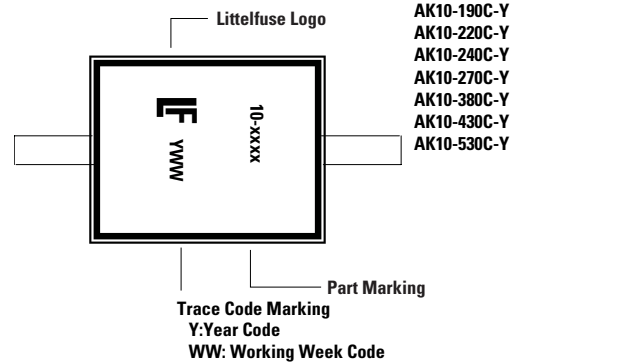 Littelfuse Logo
AK10-190C-Y
AK10-220C-Y
AK10-240C-Y
AK10-270C-Y
AK10-380C-Y
AK10-430C-Y
AK10-530C-Y
LF YWW
10-xxxx
Part Marking
Trace Code Marking
Y:Year Code
WW: Working Week Code